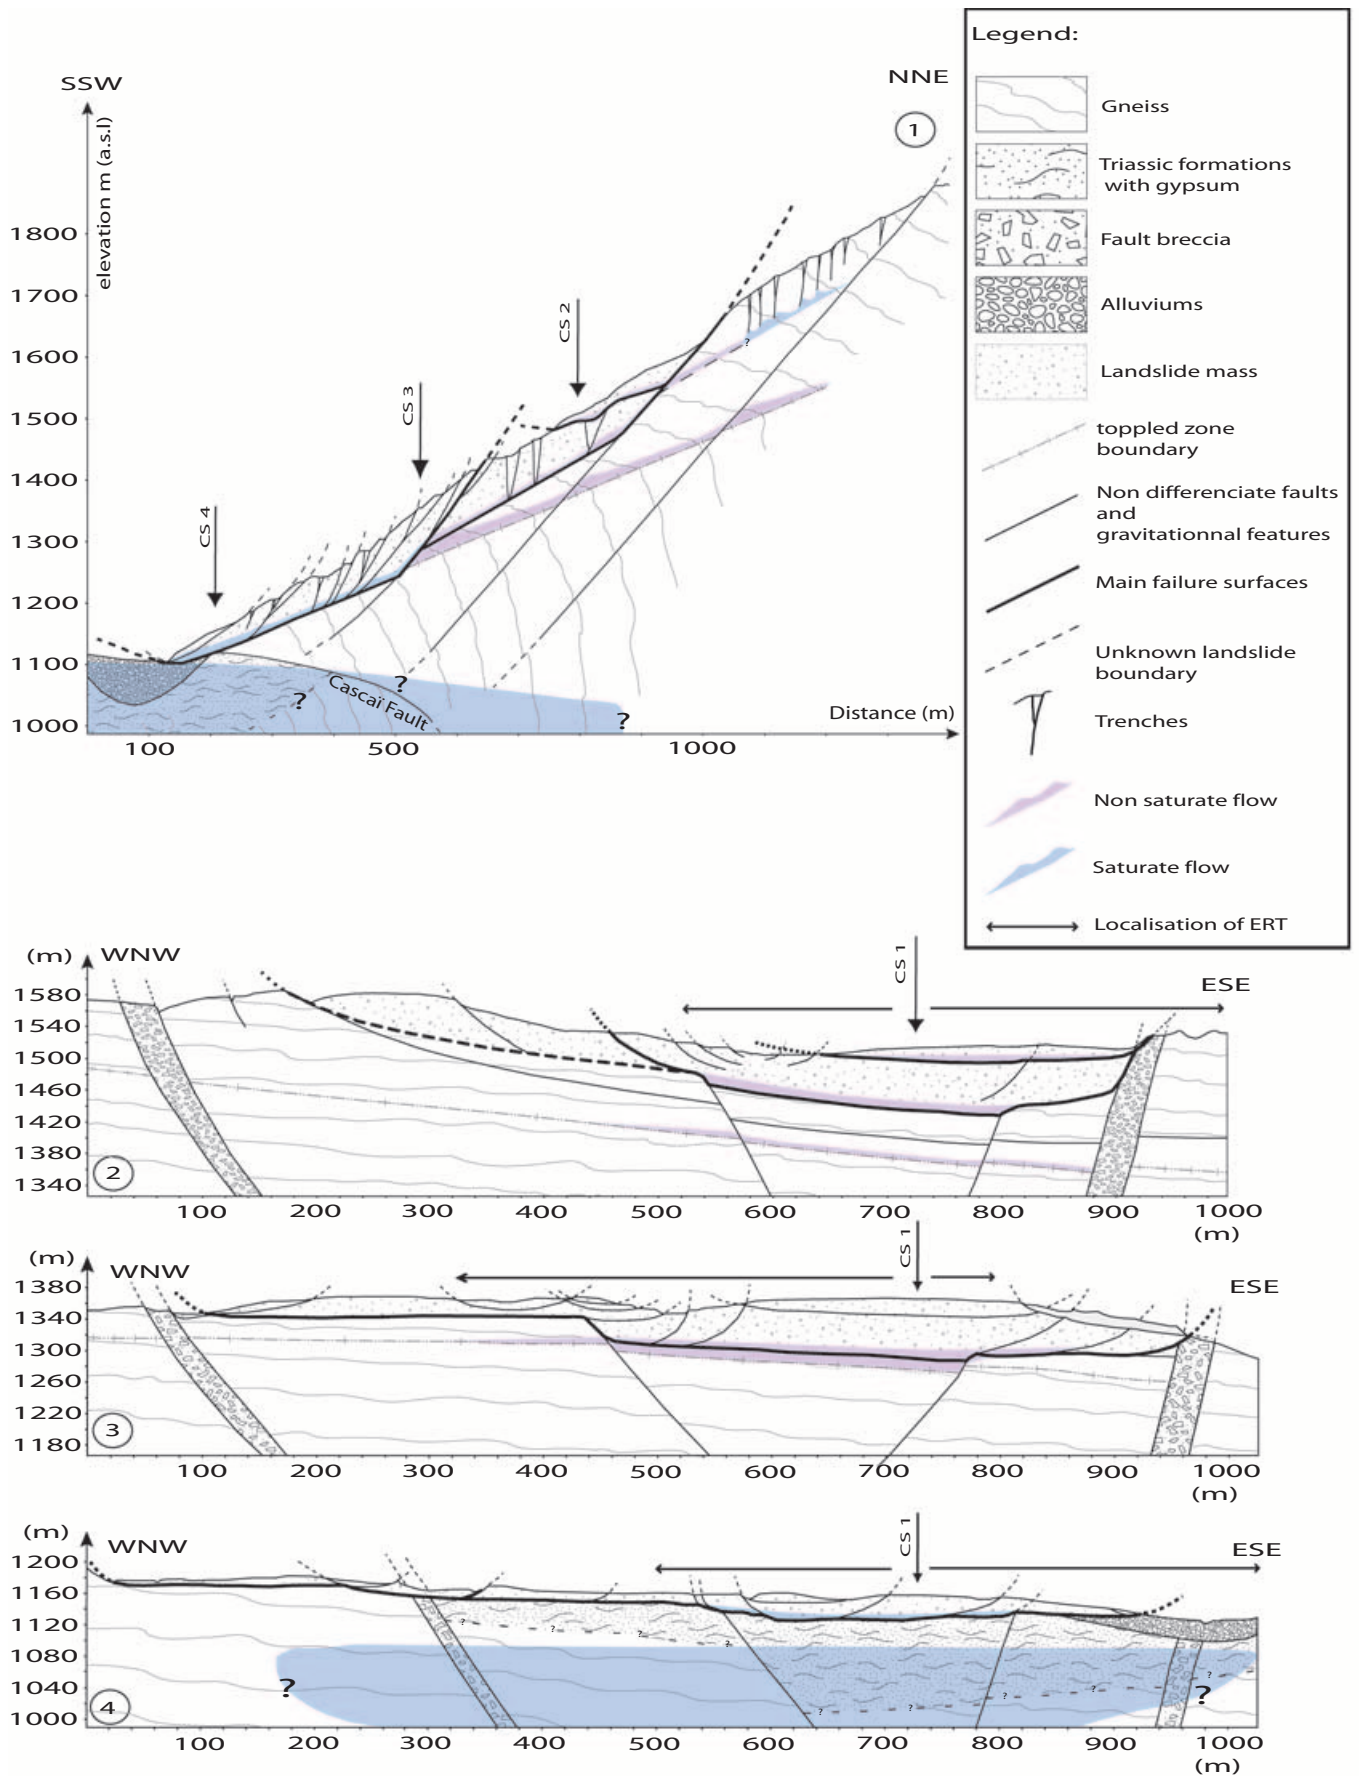 SSW
NNE
1
elevation m (a.s.l)
1800
1700
1600
1500
1400
1300
1200
1100
1000
CS 2
CS 3
CS 4
?
?
?
?
Cascaï Fault
Distance (m)
100
500
1000
Legend:
Gneiss
Triassic formations
with gypsum
Fault breccia
Alluviums
Landslide mass
toppled zone
boundary
Non differenciate faults
and
gravitationnal features
Main failure surfaces
Unknown landslide
boundary
Trenches
Non saturate flow
Saturate flow
Localisation of ERT
(m)
WNW
CS 1
ESE
1580
1540
1500
1460
1420
1380
1340
2
100 200 300 400 500 600 700 800 900 1000
(m)
(m)
WNW
CS 1
ESE
1380
1340
1300
1260
1220
1180
3
100 200 300 400 500 600 700 800 900 1000
(m)
(m)
WNW
CS 1
ESE
1200
1160
1120
1080
1040
1000
? ? ? ?
? ? ? ? ?
?
?
4
100 200 300 400 500 600 700 800 900 1000
(m)